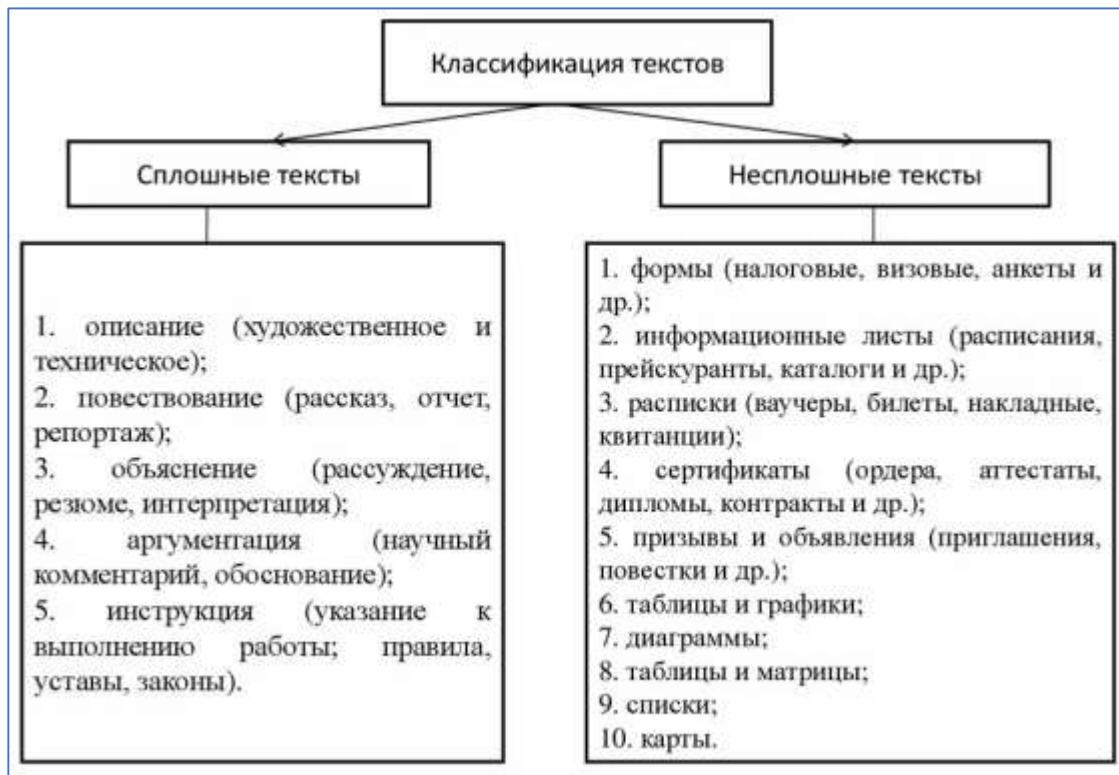 Классификация текстов
Сплошные тексты
Несплошные тексты
1. описание (художественное и
техническое);
2. повествование (рассказ, отчет,
репортаж);
3. объяснение (рассуждение,
резюме, интерпретация);
4. аргументация (научный
комментарий, обоснование);
5. инструкция (указание к
выполнению работы; правила,
уставы, законы).
1. формы (налоговые, визовые, анкеты и
др.);
2. информационные листы (расписания,
прейскуранты, каталоги и др.);
3. расписки (ваучеры, билеты, накладные,
квитанции);
4. сертификаты (ордера, аттестаты,
дипломы, контракты и др.);
5. призывы и объявления (приглашения,
повестки и др.);
6. таблицы и графики;
7. диаграммы;
8. таблицы и матрицы;
9. списки;
10. карты.